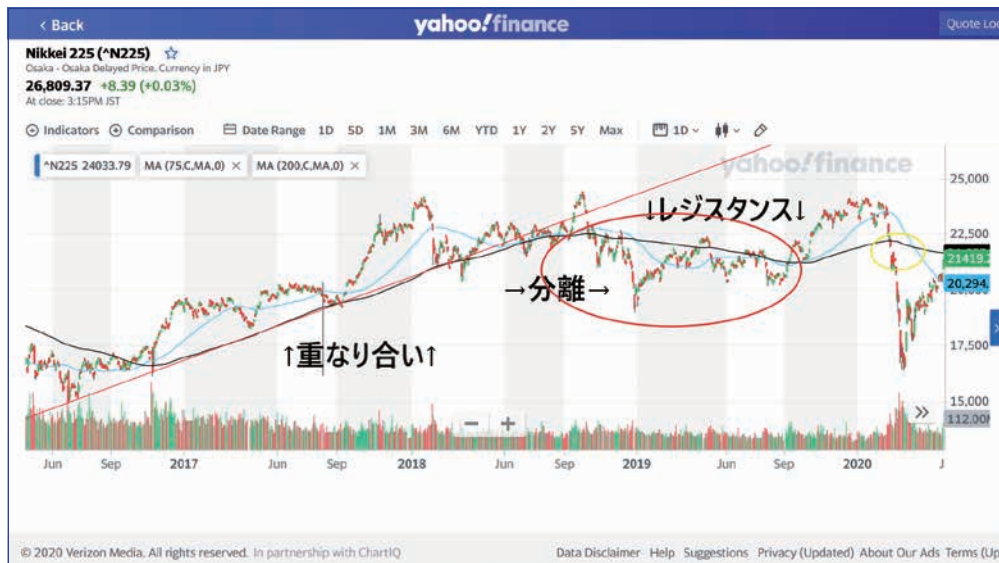 < Back
yahoo!finance
Quote Loo
Nikkei 225 (^N225)
Osaka - Osaka Delayed Price. Currency in JPY
26,809.37 +8.39 (+0.03%)
At close: 3:15PM JST
Indicators Comparison Date Range 1D 5D 1M 3M 6M YTD 1Y 2Y 5Y Max 1D
^N225 24033.79 MA (75,C,MA,0) × MA (200,C,MA,0) ×
yahoo!finance
25,000
↓レジスタンス↓
22,500
21419.2
→分離→
20,294.
↑重なり合い↑
17,500
15,000
112.00M
Jun Sep 2017 Jun Sep 2018 Jun Sep 2019 Jun Sep 2020 J
© 2020 Verizon Media. All rights reserved. In partnership with ChartIQ
Data Disclaimer Help Suggestions Privacy (Updated) About Our Ads Terms (Up